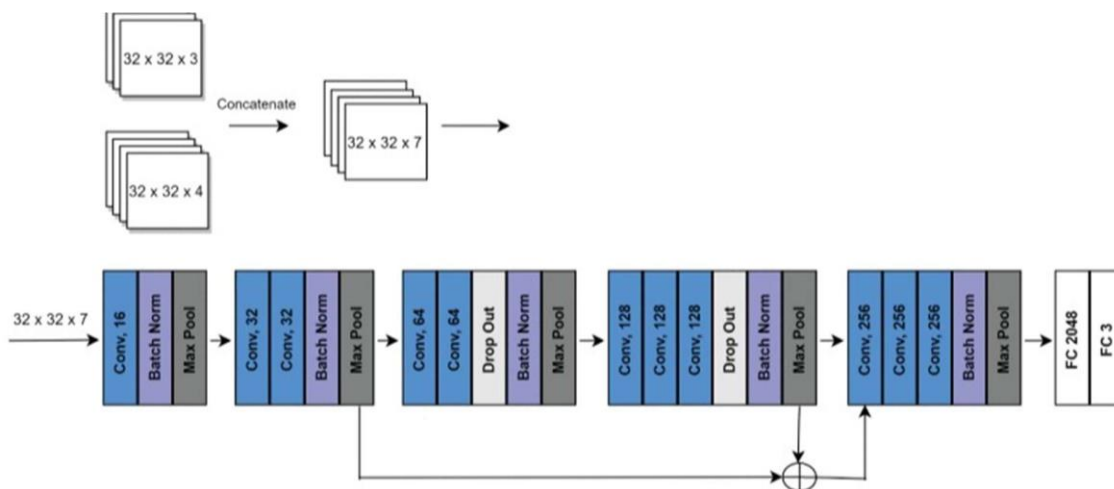 32 x 32 x 3
Concatenate
32 x 32 x 7
32 x 32 x 4
32 x 32 x 7
Conv, 16
Batch Norm
Max Pool
Conv, 32
Conv, 32
Batch Norm
Max Pool
Conv, 64
Conv, 64
Drop Out
Batch Norm
Max Pool
Conv, 128
Conv, 128
Conv, 128
Drop Out
Batch Norm
Max Pool
Conv, 256
Conv, 256
Conv, 256
Batch Norm
Max Pool
FC 2048
FC 3